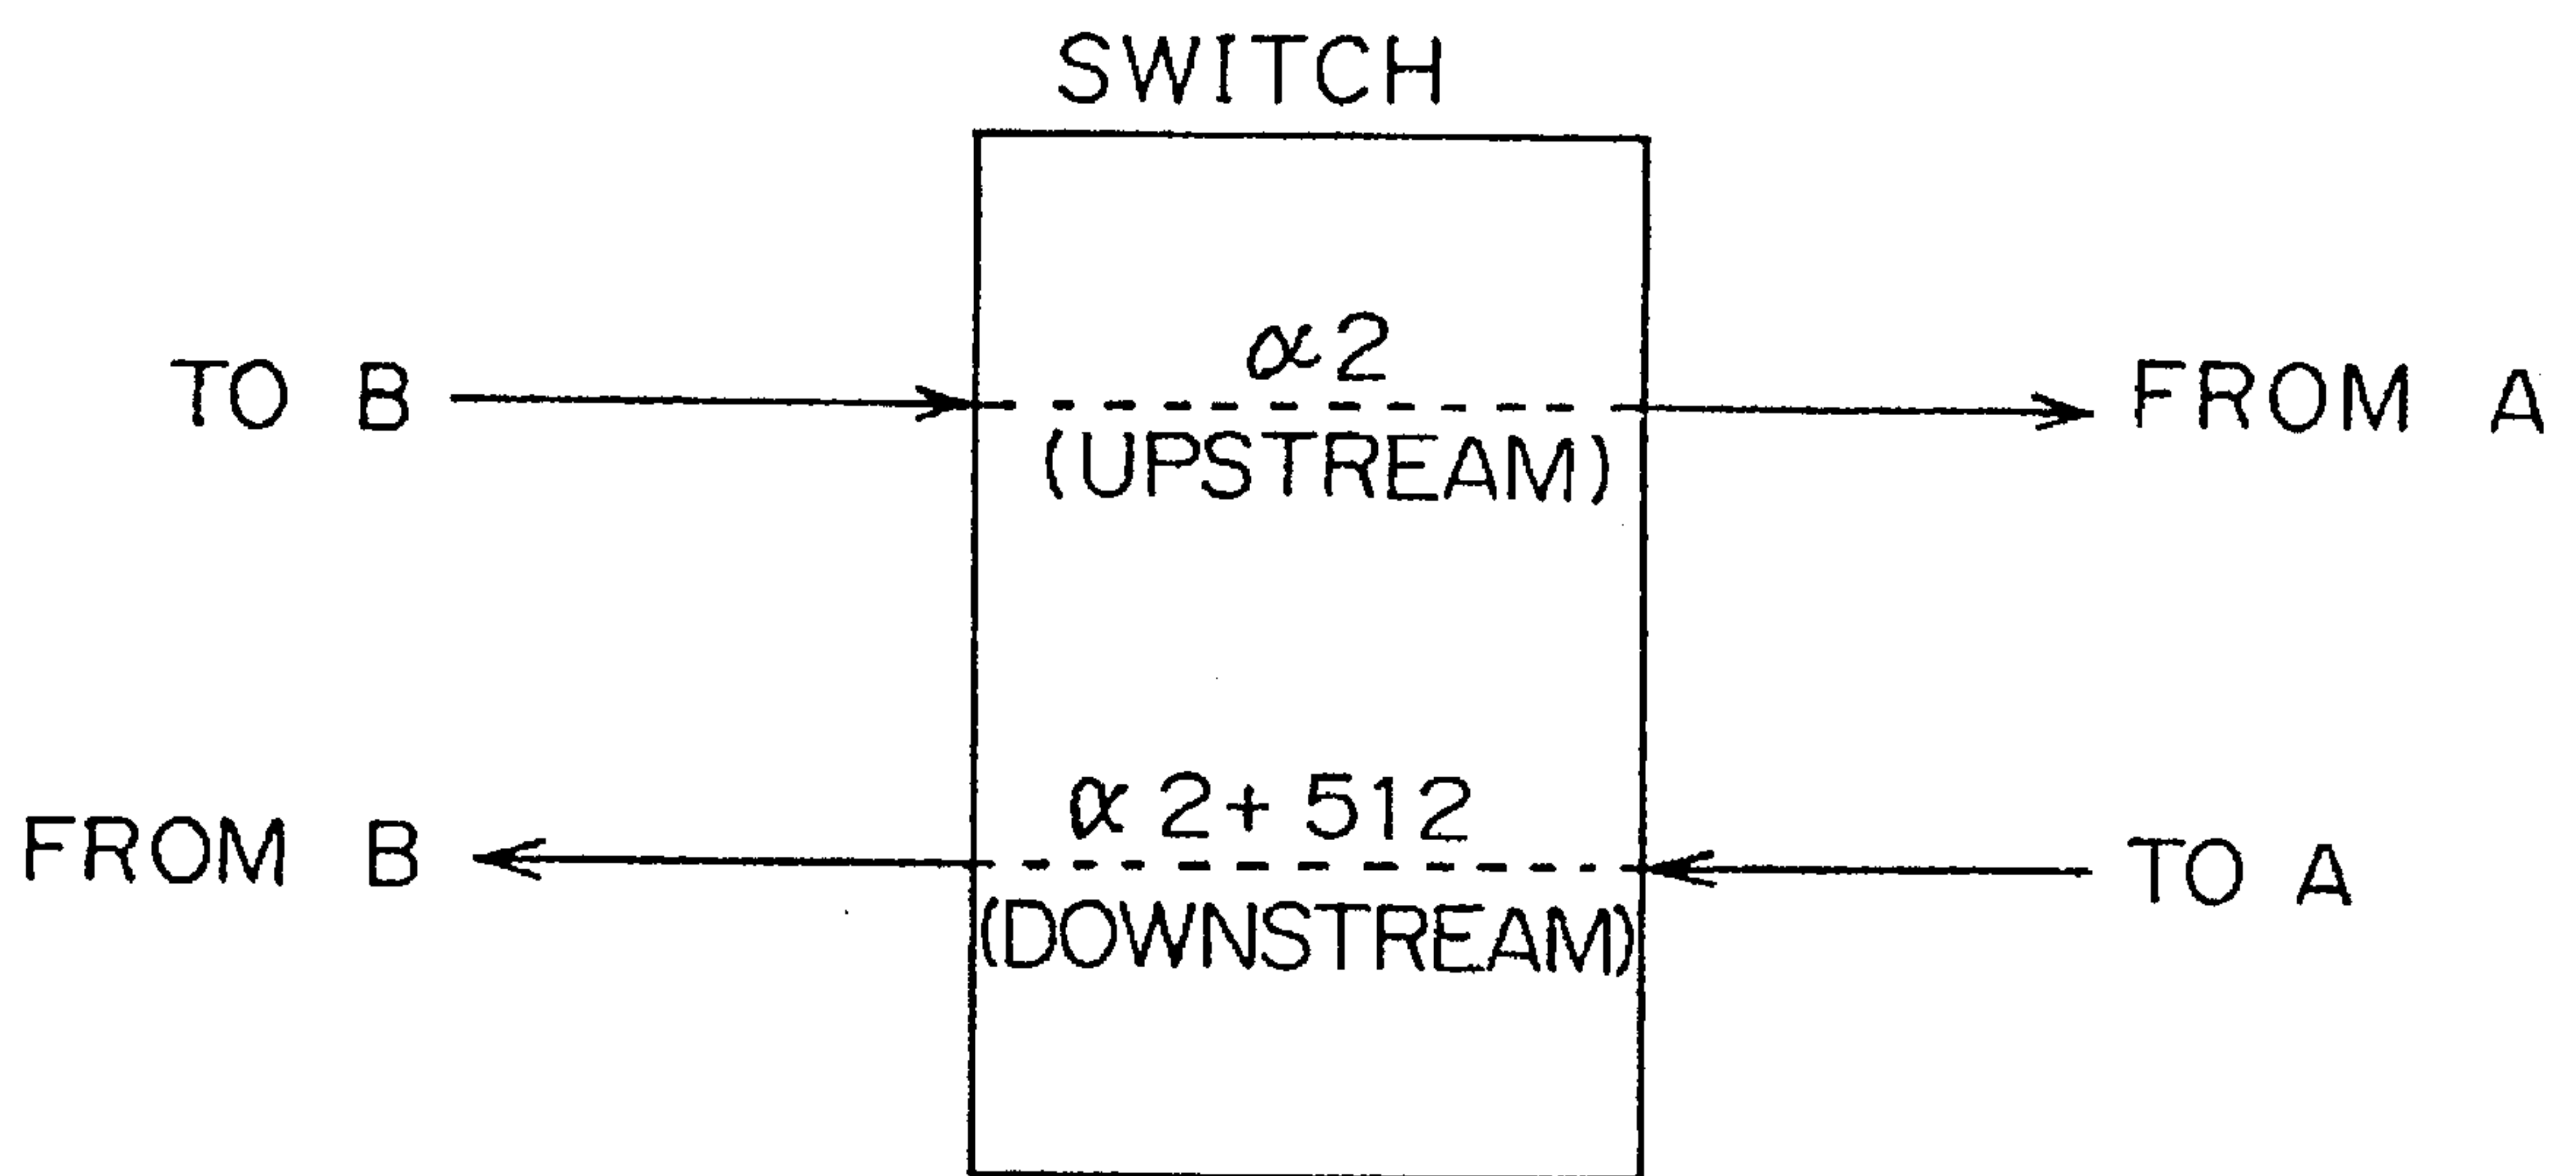 SWITCH
α2
TO B
FROM A
(UPSTREAM)
α2+512
FROM B
TO A
(DOWNSTREAM)